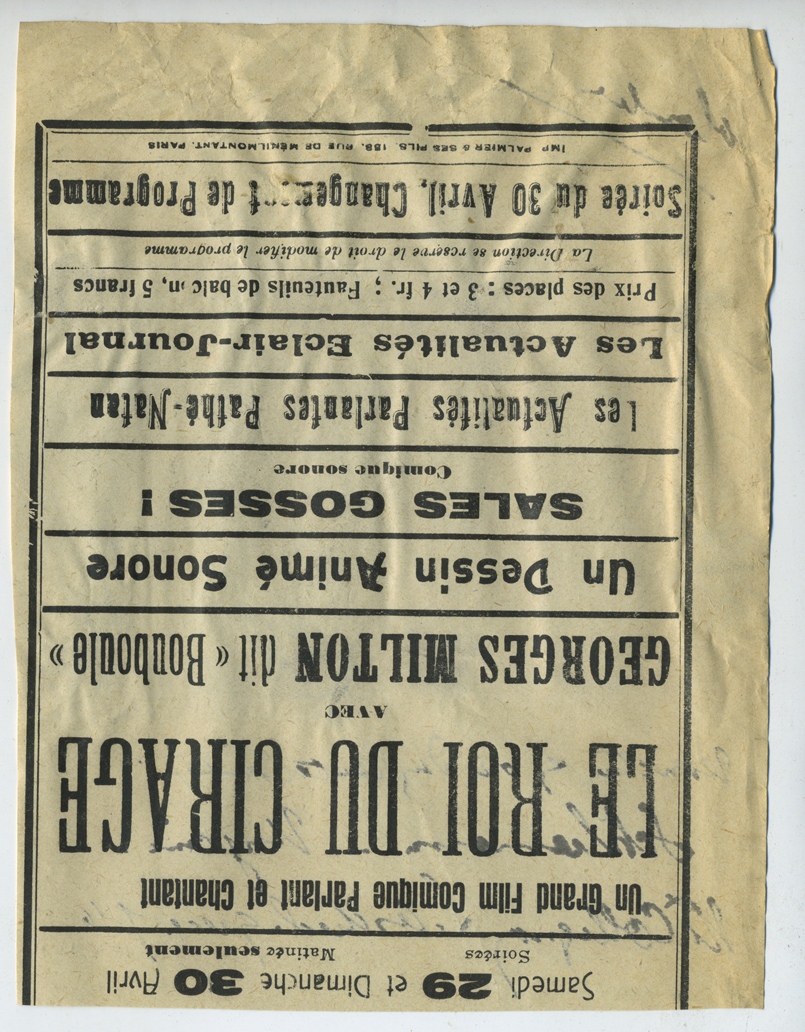 Samedi 29 et Dimanche 30 Avril
Soirées Matinée seulement
Un Grand Film Comique Parlant et Chantant
LE ROI DU CIRAGE
AVEC
GEORGES MILTON dit « Bouboule »
Un Dessin Animé Sonore
SALES GOSSES !
Comique sonore
Les Actualités Parlantes Pathé-Natan
Les Actualités Eclair-Journal
Prix des places : 3 et 4 fr. ; Fauteuils de balcon, 5 francs
La Direction se réserve le droit de modifier le programme
Soirée du 30 Avril, Changement de Programme
IMP. PALMIER & SES FILS, 158, RUE DE MÉNILMONTANT. PARIS